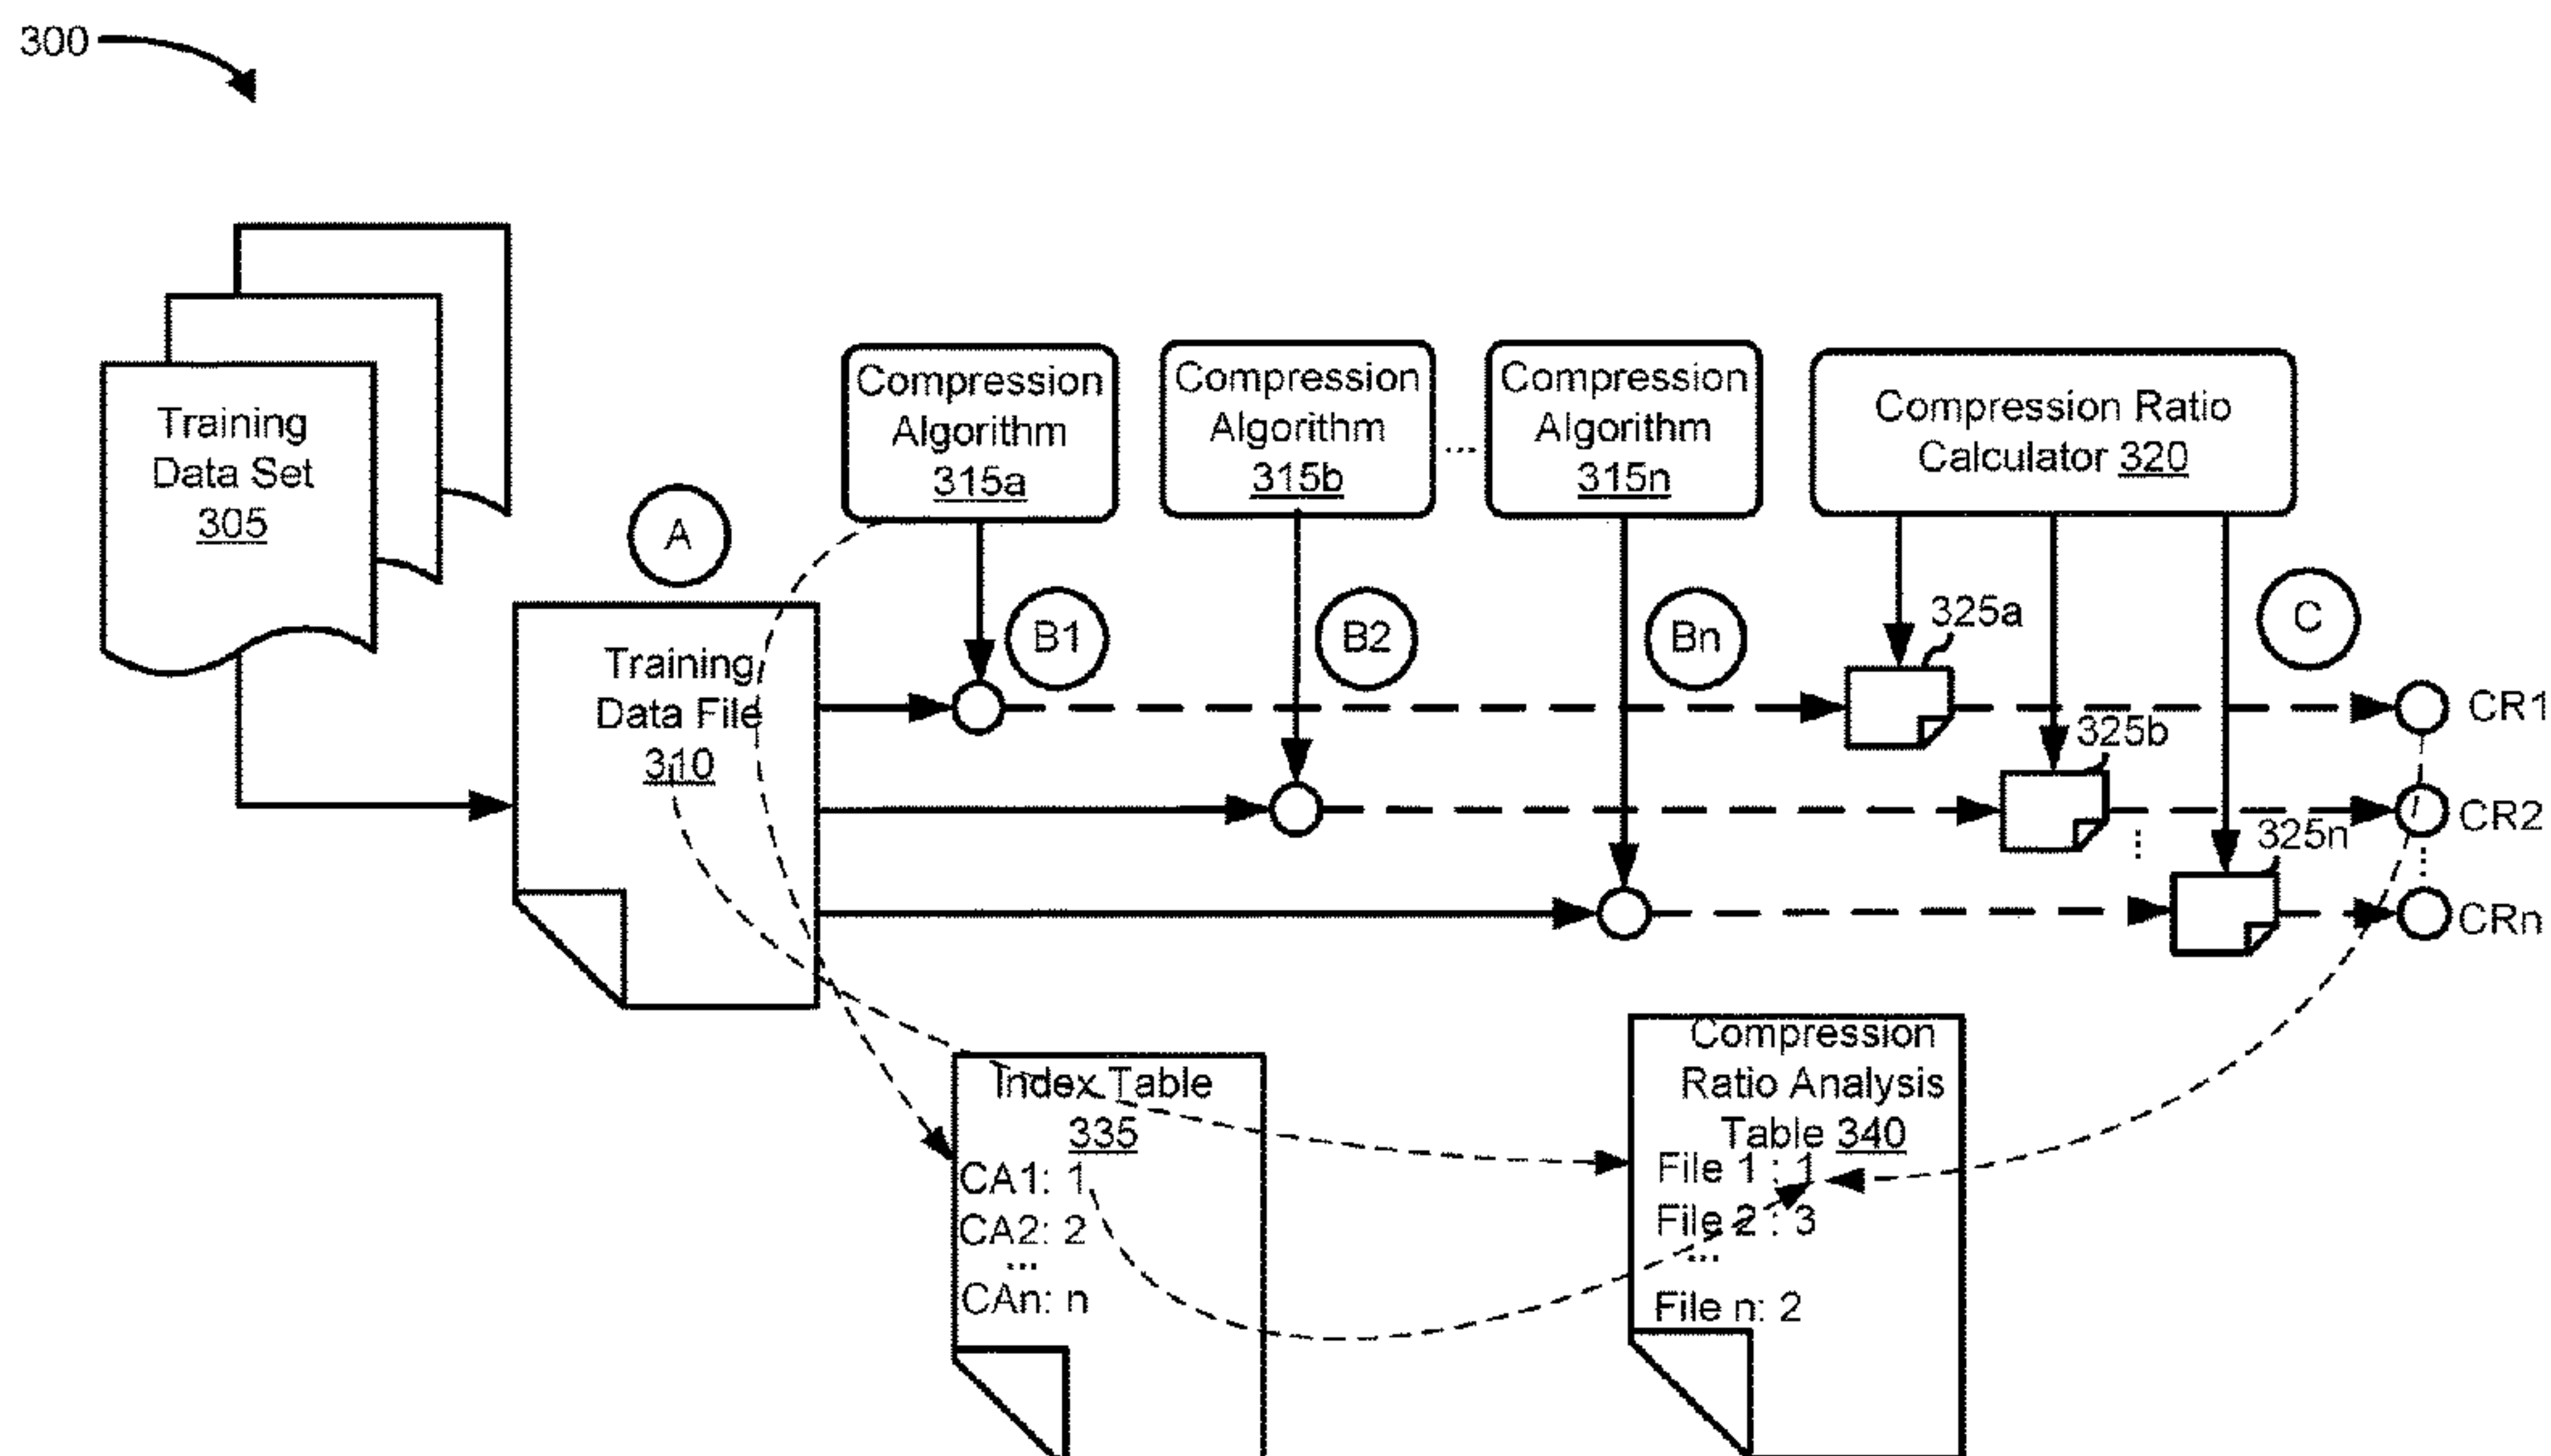 300
Training
Data Set
305
A
Training
Data File
310
Compression
Algorithm
315a
Compression
Algorithm
315b
...
Compression
Algorithm
315n
Compression Ratio
Calculator 320
B1
B2
Bn
C
325a
325b
325n
CR1
CR2
CRn
Index Table
335
CA1: 1
CA2: 2
...
CAn: n
Compression
Ratio Analysis
Table 340
File 1 : 1
File 2 : 3
...
File n: 2